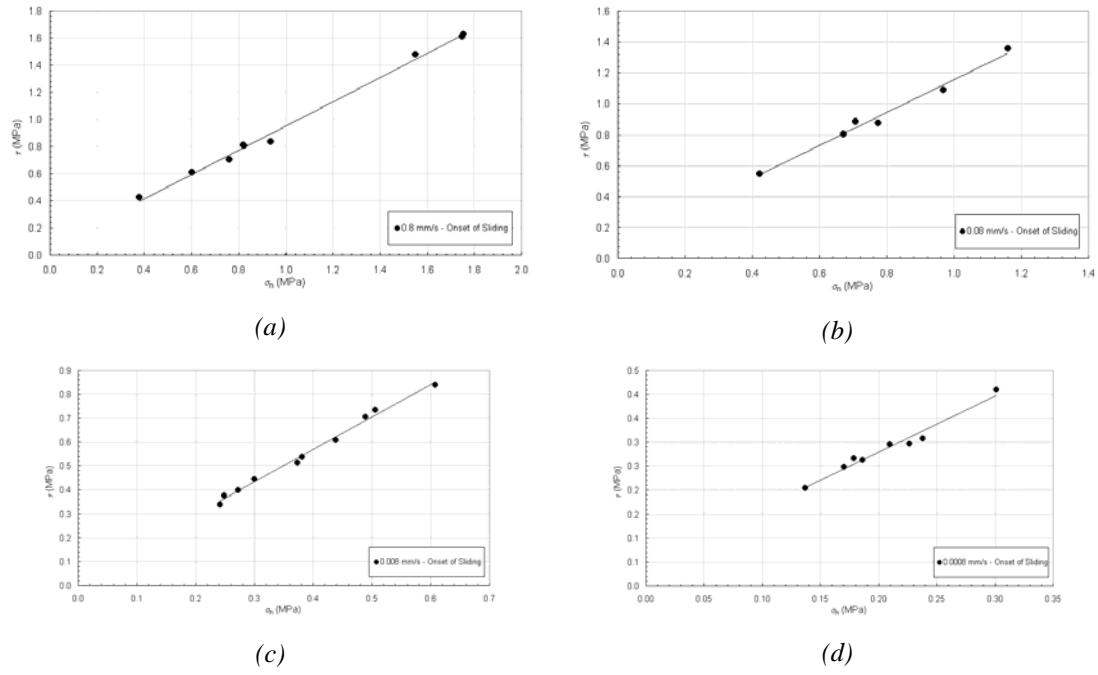 1.8
1.6
1.4
1.2
1.0
0.8
0.6
0.4
0.2
0.0
τ (MPa)
0.8 mm/s - Onset of Sliding
0.0 0.2 0.4 0.6 0.8 1.0 1.2 1.4 1.6 1.8 2.0
σn (MPa)
(a)
1.6
1.4
1.2
1.0
0.8
0.6
0.4
0.2
0.0
τ (MPa)
0.08 mm/s - Onset of Sliding
0.0 0.2 0.4 0.6 0.8 1.0 1.2 1.4
σn (MPa)
(b)
0.9
0.8
0.7
0.6
0.5
0.4
0.3
0.2
0.1
0.0
τ (MPa)
0.008 mm/s - Onset of Sliding
0.0 0.1 0.2 0.3 0.4 0.5 0.6 0.7
σn (MPa)
(c)
0.5
0.4
0.4
0.3
0.3
0.2
0.2
0.1
0.1
0.0
τ (MPa)
0.0008 mm/s - Onset of Sliding
0.00 0.05 0.10 0.15 0.20 0.25 0.30 0.35
σn (MPa)
(d)